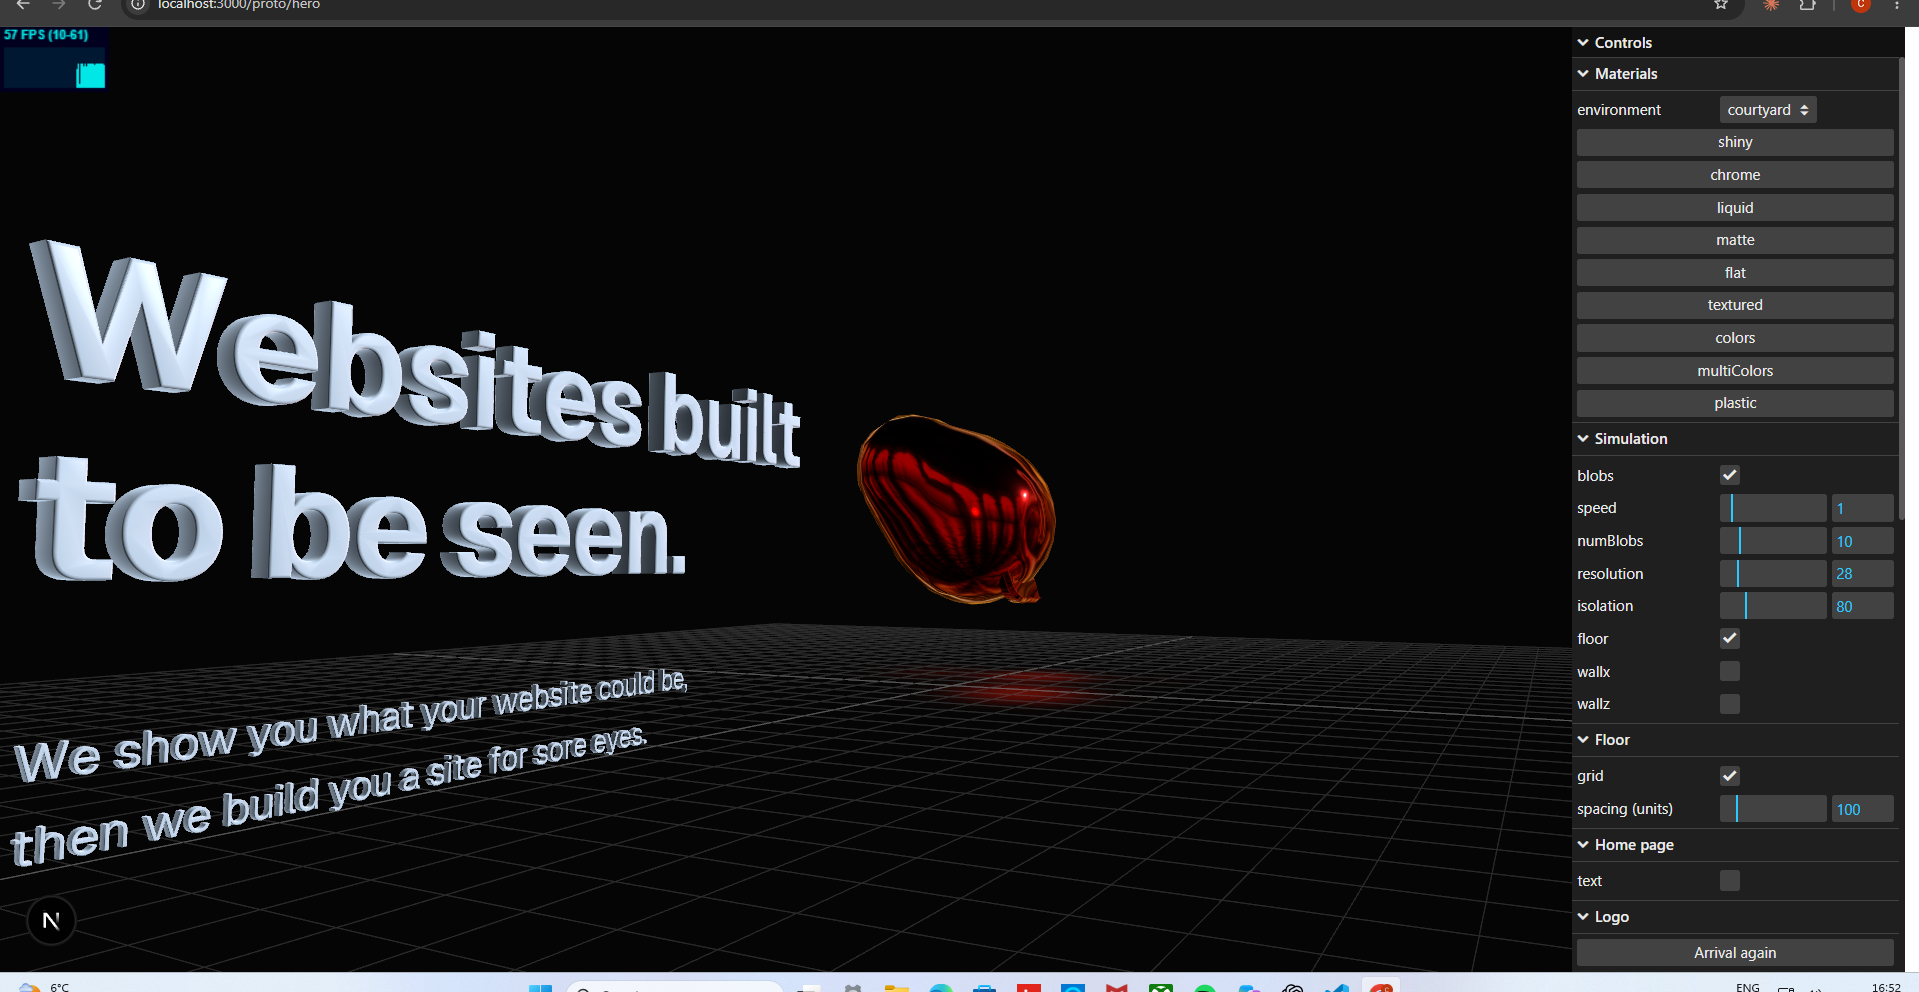 localhost:3000/proto/hero
57 FPS (10-61)
Websites built
to be seen.
We show you what your website could be,
then we build you a site for sore eyes.
N
Controls
Materials
environment courtyard
shiny
chrome
liquid
matte
flat
textured
colors
multiColors
plastic
Simulation
blobs
speed 1
numBlobs 10
resolution 28
isolation 80
floor
wallx
wallz
Floor
grid
spacing (units) 100
Home page
text
Logo
Arrival again
6°C
ENG
16:52